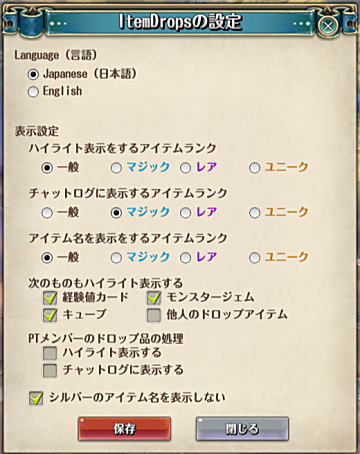 ItemDropsの設定
Language（言語）
Japanese（日本語）
English
表示設定
ハイライト表示をするアイテムランク
一般 マジック レア ユニーク
チャットログに表示するアイテムランク
一般 マジック レア ユニーク
アイテム名を表示をするアイテムランク
一般 マジック レア ユニーク
次のものもハイライト表示する
経験値カード モンスタージェム
キューブ 他人のドロップアイテム
PTメンバーのドロップ品の処理
ハイライト表示する
チャットログに表示する
シルバーのアイテム名を表示しない
保存 閉じる